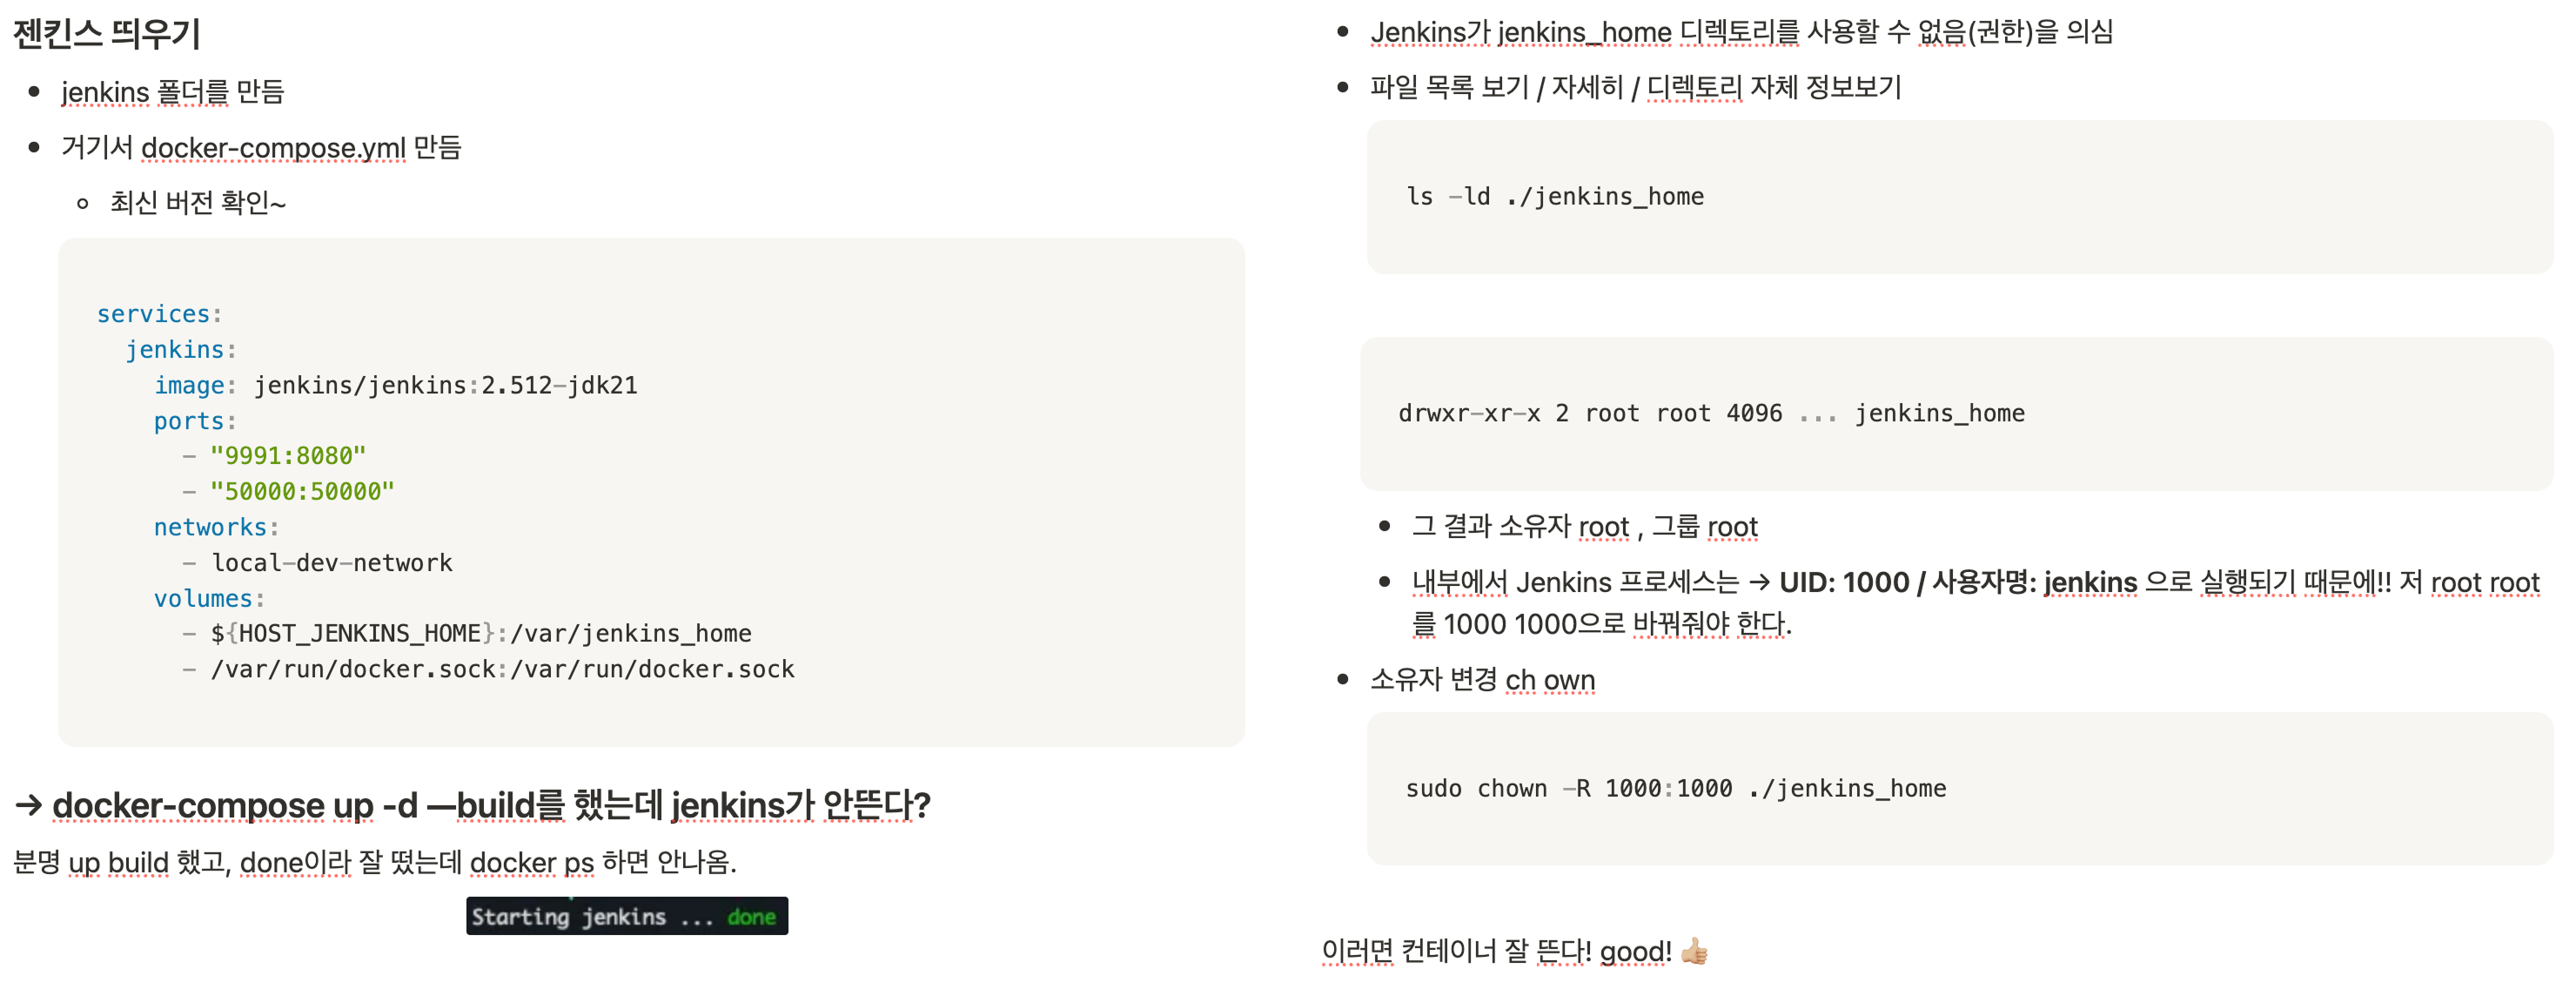 젠킨스 띄우기
• jenkins 폴더를 만듬
• 거기서 docker-compose.yml 만듬
◦ 최신 버전 확인~
services:
  jenkins:
    image: jenkins/jenkins:2.512-jdk21
    ports:
      - "9991:8080"
      - "50000:50000"
    networks:
      - local-dev-network
    volumes:
      - ${HOST_JENKINS_HOME}:/var/jenkins_home
      - /var/run/docker.sock:/var/run/docker.sock
→ docker-compose up -d —build를 했는데 jenkins가 안뜬다?
분명 up build 했고, done이라 잘 떴는데 docker ps 하면 안나옴.
Starting jenkins ... done
• Jenkins가 jenkins_home 디렉토리를 사용할 수 없음(권한)을 의심
• 파일 목록 보기 / 자세히 / 디렉토리 자체 정보보기
ls -ld ./jenkins_home
drwxr-xr-x 2 root root 4096 ... jenkins_home
• 그 결과 소유자 root , 그룹 root
• 내부에서 Jenkins 프로세스는 → UID: 1000 / 사용자명: jenkins 으로 실행되기 때문에!! 저 root root
를 1000 1000으로 바꿔줘야 한다.
• 소유자 변경 ch own
sudo chown -R 1000:1000 ./jenkins_home
이러면 컨테이너 잘 뜬다! good! 👍🏼